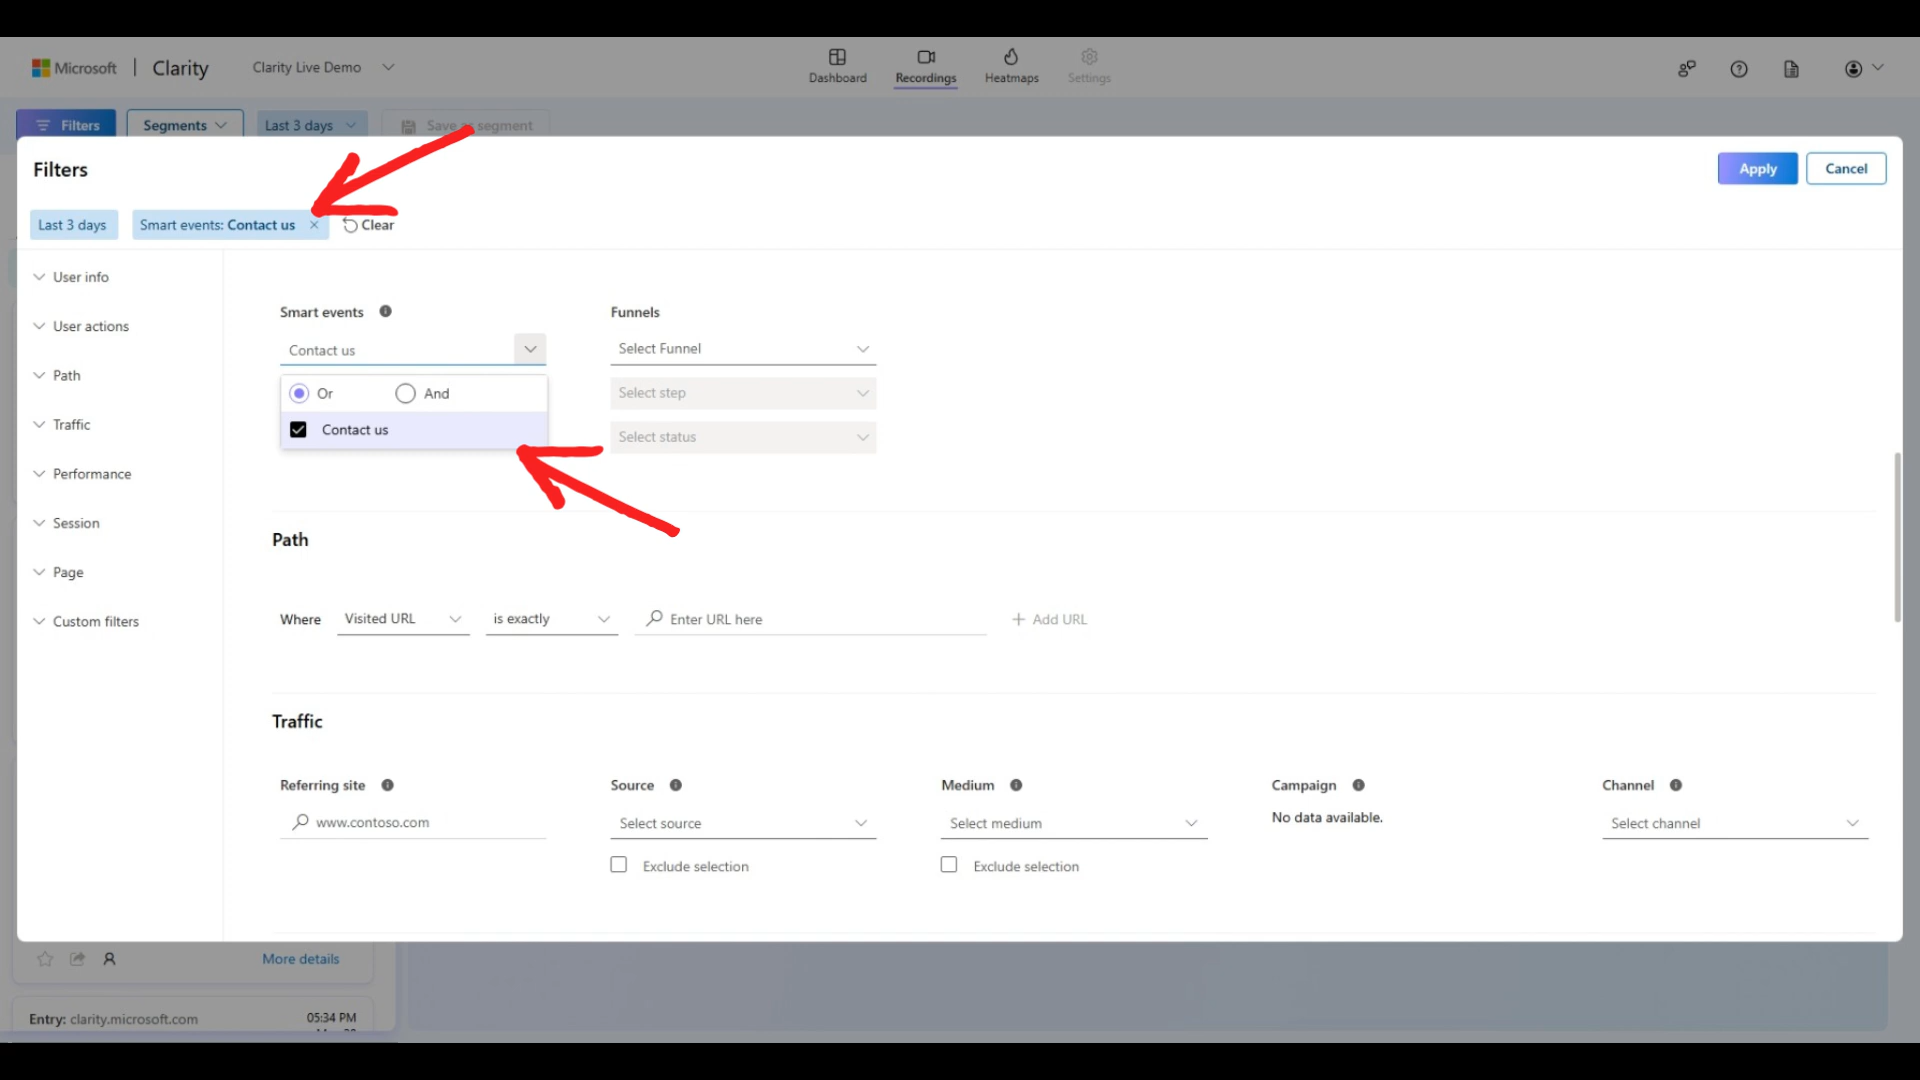 Microsoft | Clarity Clarity Live Demo
Dashboard Recordings Heatmaps Settings
Filters Segments Last 3 days Save as segment
Filters
Apply Cancel
Last 3 days Smart events: Contact us × Clear
User info
User actions
Path
Traffic
Performance
Session
Page
Custom filters
Smart events Funnels
Contact us Select Funnel
Or And Select step
Contact us Select status
Path
Where Visited URL is exactly Enter URL here + Add URL
Traffic
Referring site Source Medium Campaign Channel
www.contoso.com Select source Select medium No data available. Select channel
Exclude selection Exclude selection
More details
Entry: clarity.microsoft.com 05:34 PM